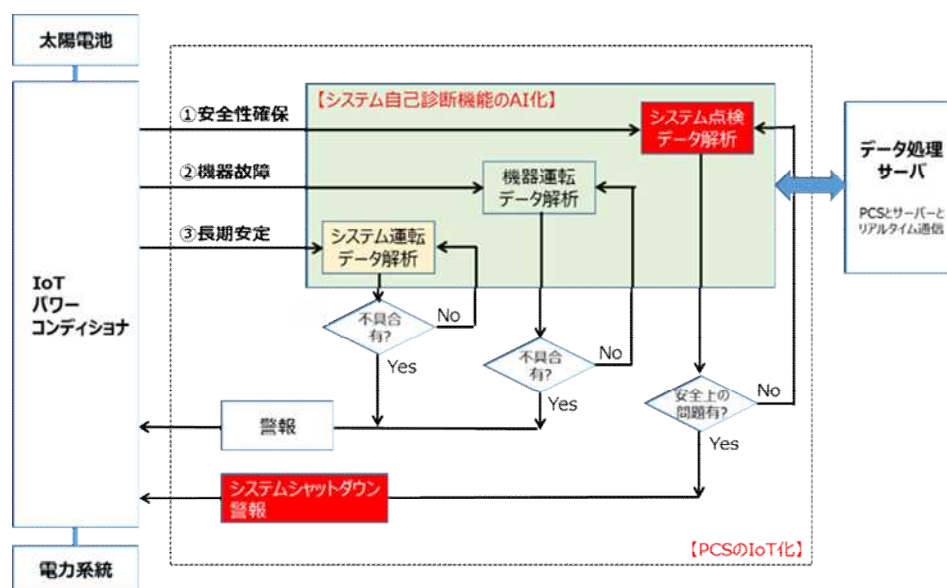 太陽電池
【システム自己診断機能のAI化】
①安全性確保
システム点検
データ解析
②機器故障
機器運転
データ解析
③長期安定
システム運転
データ解析
データ処理
サーバ
PCSとサーバーと
リアルタイム通信
IoT
パワー
コンディショナ
不具合
有?
No
Yes
不具合
有?
No
Yes
安全上の
問題有?
No
Yes
警報
システムシャットダウン
警報
【PCSのIoT化】
電力系統